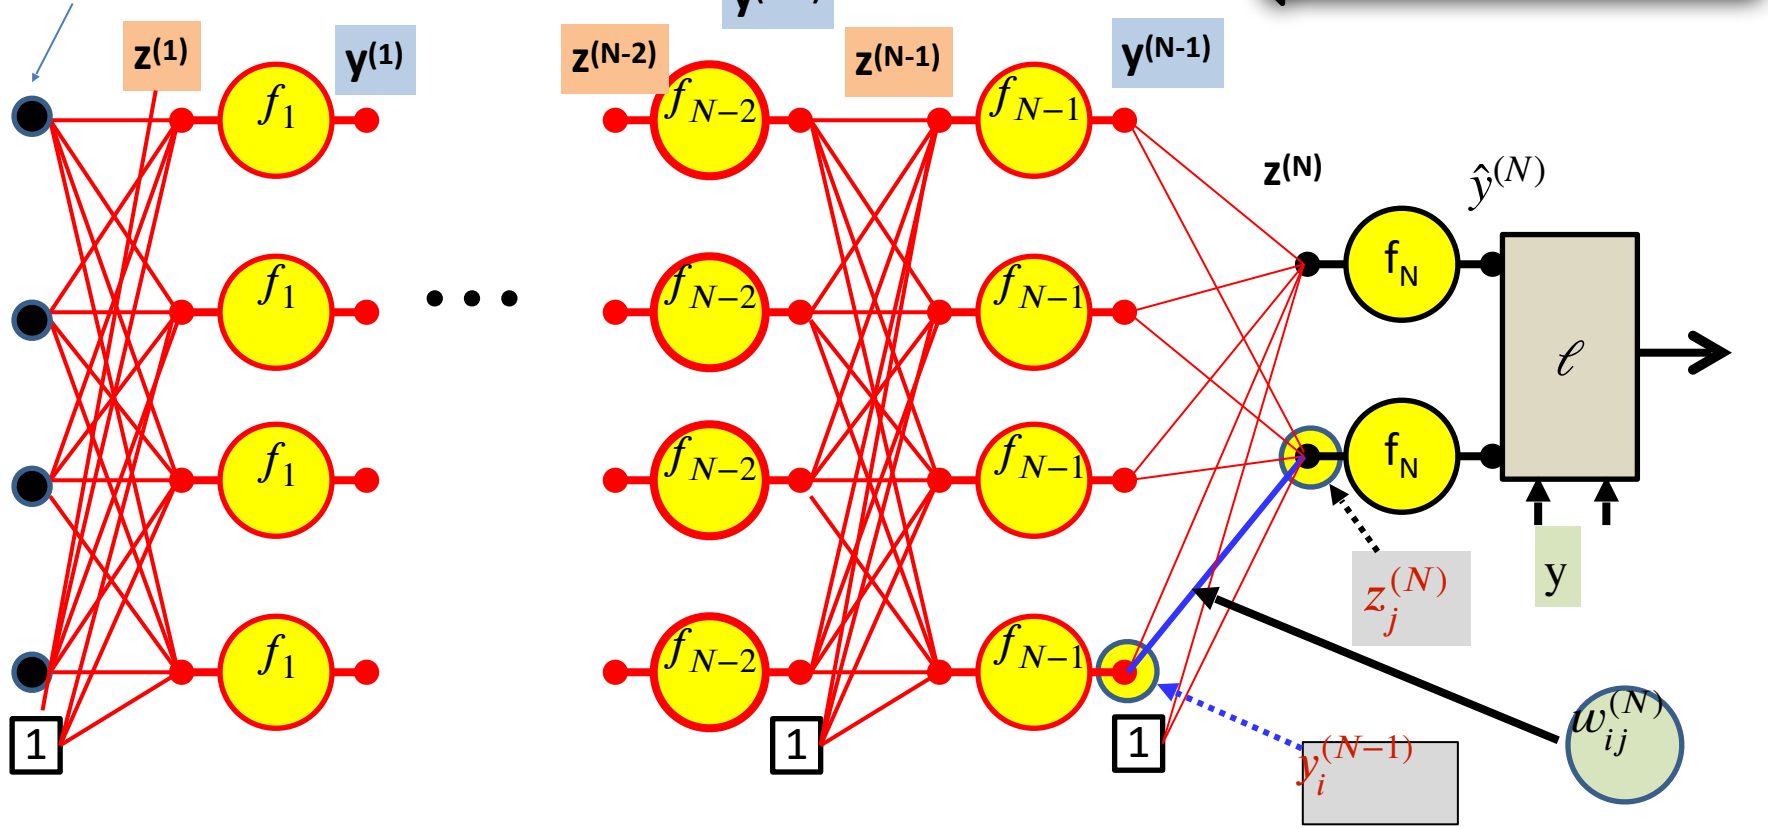 z(1)
y(1)
z(N-2)
z(N-1)
y(N-1)
z(N)
ŷ(N)
f1
fN−2
fN−1
fN
f1
fN−2
fN−1
ℓ
f1
fN−2
fN−1
fN
y
zj(N)
f1
fN−2
fN−1
wij(N)
1
1
1
yi(N−1)